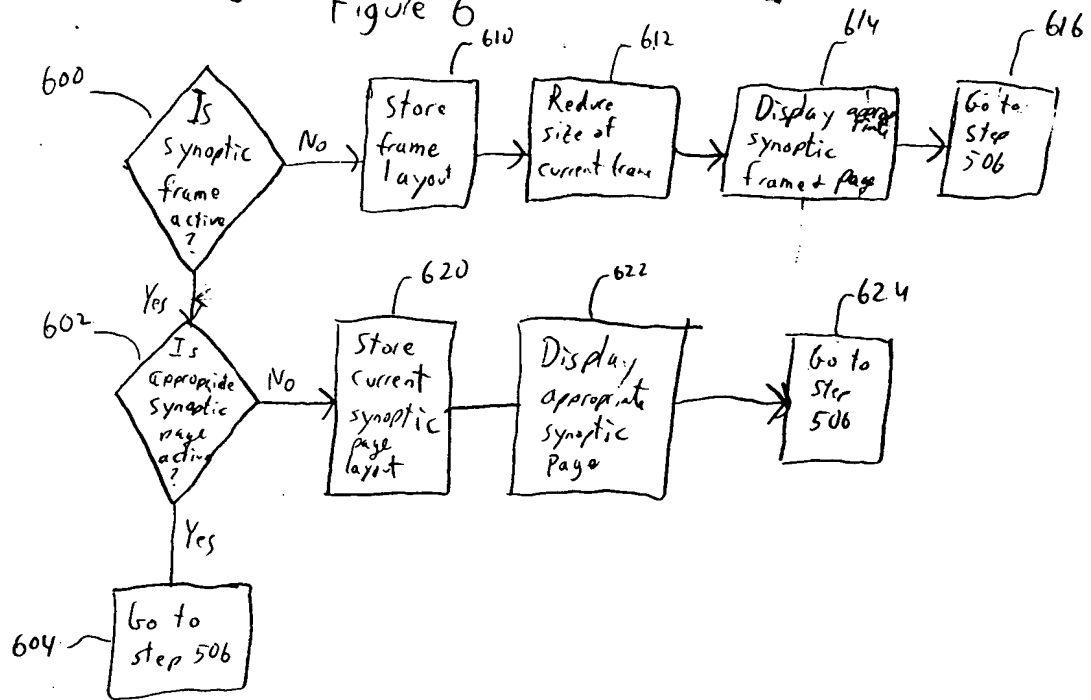 Figure 6
600
Is
synoptic
frame
active
?
No
610
Store
frame
layout
612
Reduce
size of
current frame
614
Display appropriate
synoptic
frame & page
616
Go to
step
506
Yes
602
Is
appropriate
synoptic
page
active
?
No
620
Store
current
synoptic
page
layout
622
Display
appropriate
synoptic
Page
624
Go to
step
506
Yes
604
Go to
step 506